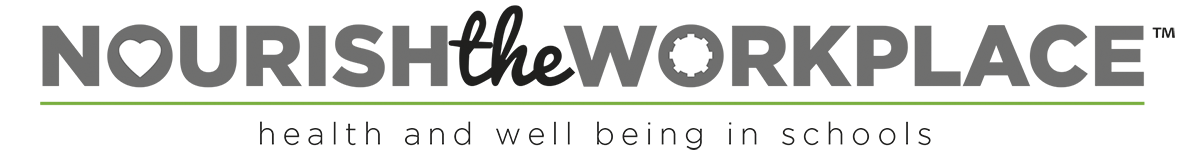 NOURISHtheWORKPLACE™
health and well being in schools